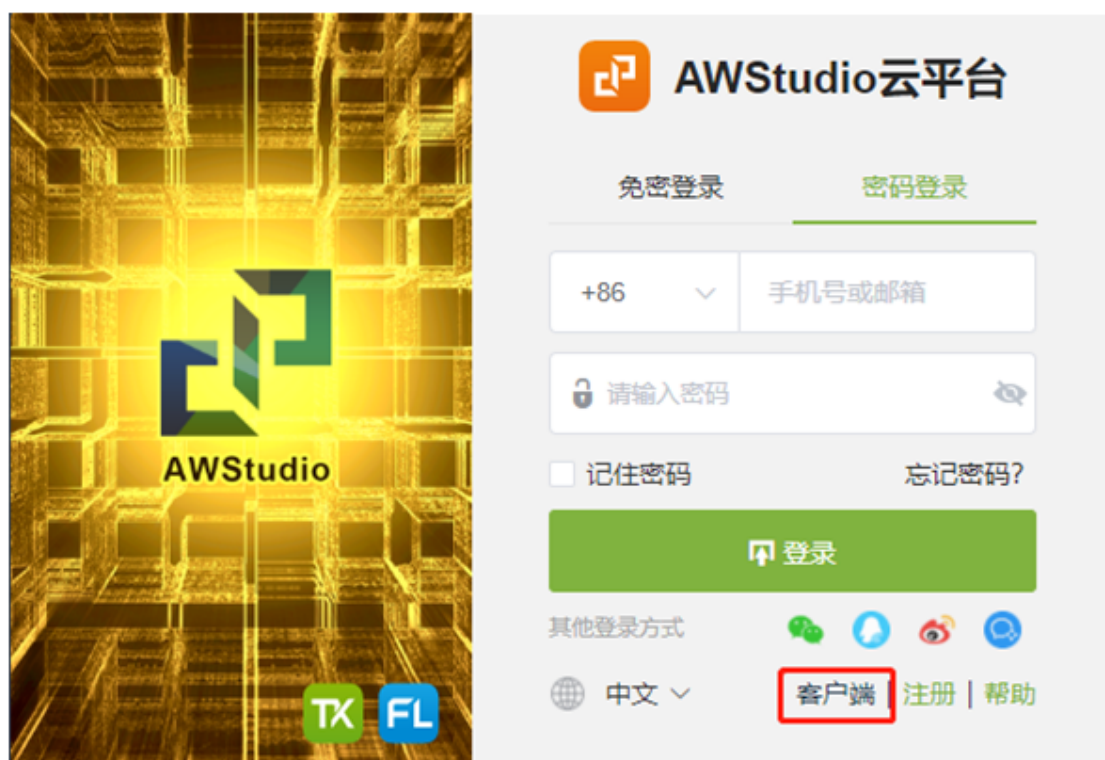 AWStudio云平台
免密登录 密码登录
+86 手机号或邮箱
请输入密码
记住密码 忘记密码?
登录
其他登录方式
中文 客户端 | 注册 | 帮助
AWStudio
TK FL